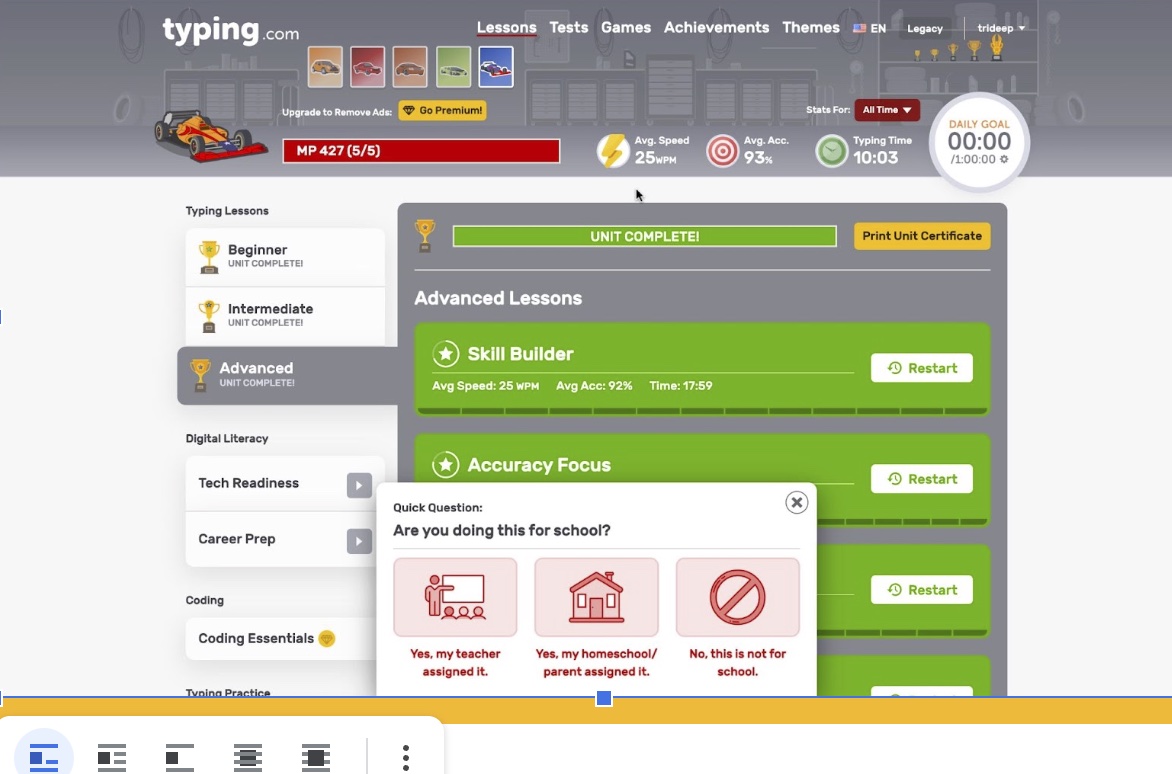 typing.com
Lessons Tests Games Achievements Themes EN Legacy trideep
Upgrade to Remove Ads: Go Premium!
Stats For: All Time
MP 427 (5/5)
Avg. Speed
25WPM
Avg. Acc.
93%
Typing Time
10:03
DAILY GOAL
00:00
/1:00:00
Typing Lessons
Beginner
UNIT COMPLETE!
Intermediate
UNIT COMPLETE!
Advanced
UNIT COMPLETE!
Digital Literacy
Tech Readiness
Career Prep
Coding
Coding Essentials
Typing Practice
UNIT COMPLETE!
Print Unit Certificate
Advanced Lessons
Skill Builder
Avg Speed: 25 WPM Avg Acc: 92% Time: 17:59
Restart
Accuracy Focus
Restart
Restart
Quick Question:
Are you doing this for school?
Yes, my teacher
assigned it.
Yes, my homeschool/
parent assigned it.
No, this is not for
school.